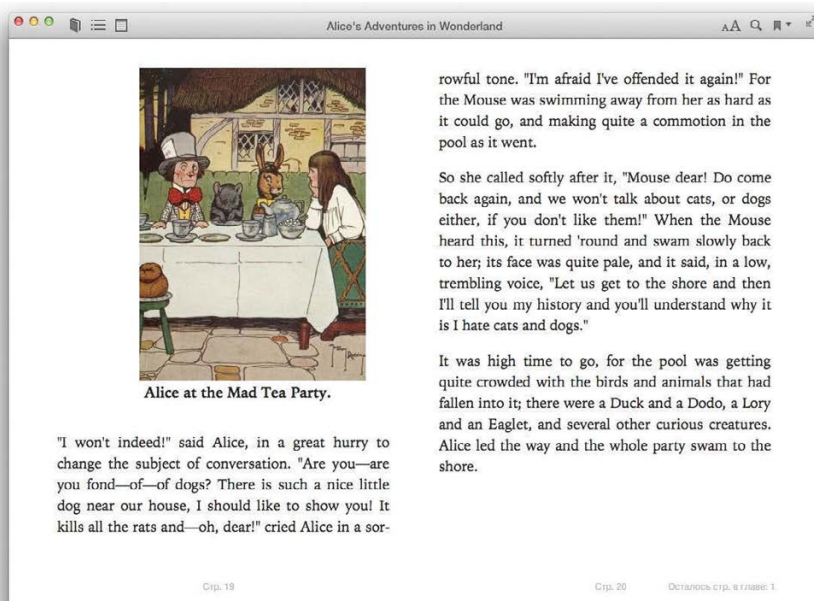 Alice's Adventures in Wonderland
AA
Alice at the Mad Tea Party.
"I won't indeed!" said Alice, in a great hurry to
change the subject of conversation. "Are you—are
you fond—of—of dogs? There is such a nice little
dog near our house, I should like to show you! It
kills all the rats and—oh, dear!" cried Alice in a sor-
Стр. 19
rowful tone. "I'm afraid I've offended it again!" For
the Mouse was swimming away from her as hard as
it could go, and making quite a commotion in the
pool as it went.
So she called softly after it, "Mouse dear! Do come
back again, and we won't talk about cats, or dogs
either, if you don't like them!" When the Mouse
heard this, it turned 'round and swam slowly back
to her; its face was quite pale, and it said, in a low,
trembling voice, "Let us get to the shore and then
I'll tell you my history and you'll understand why it
is I hate cats and dogs."
It was high time to go, for the pool was getting
quite crowded with the birds and animals that had
fallen into it; there were a Duck and a Dodo, a Lory
and an Eaglet, and several other curious creatures.
Alice led the way and the whole party swam to the
shore.
Стр. 20
Осталось стр. в главе: 1